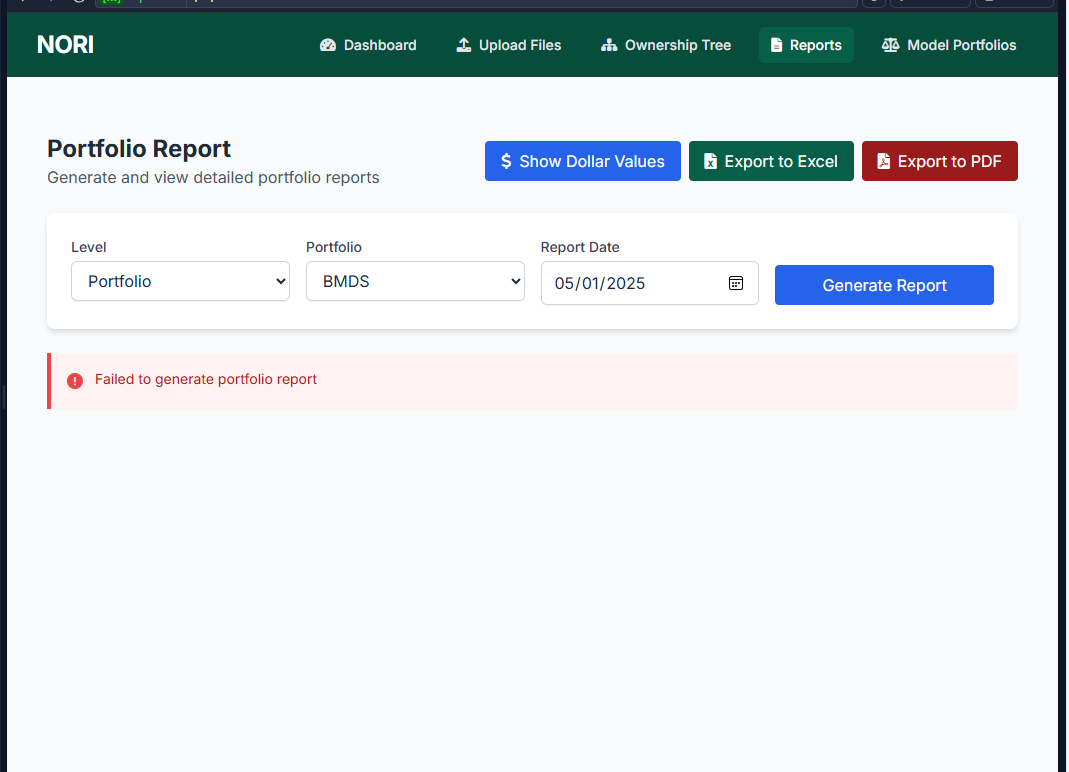 NORI
Dashboard
Upload Files
Ownership Tree
Reports
Model Portfolios
Portfolio Report
Generate and view detailed portfolio reports
$ Show Dollar Values
Export to Excel
Export to PDF
Level
Portfolio
Report Date
Portfolio
BMDS
05/01/2025
Generate Report
Failed to generate portfolio report